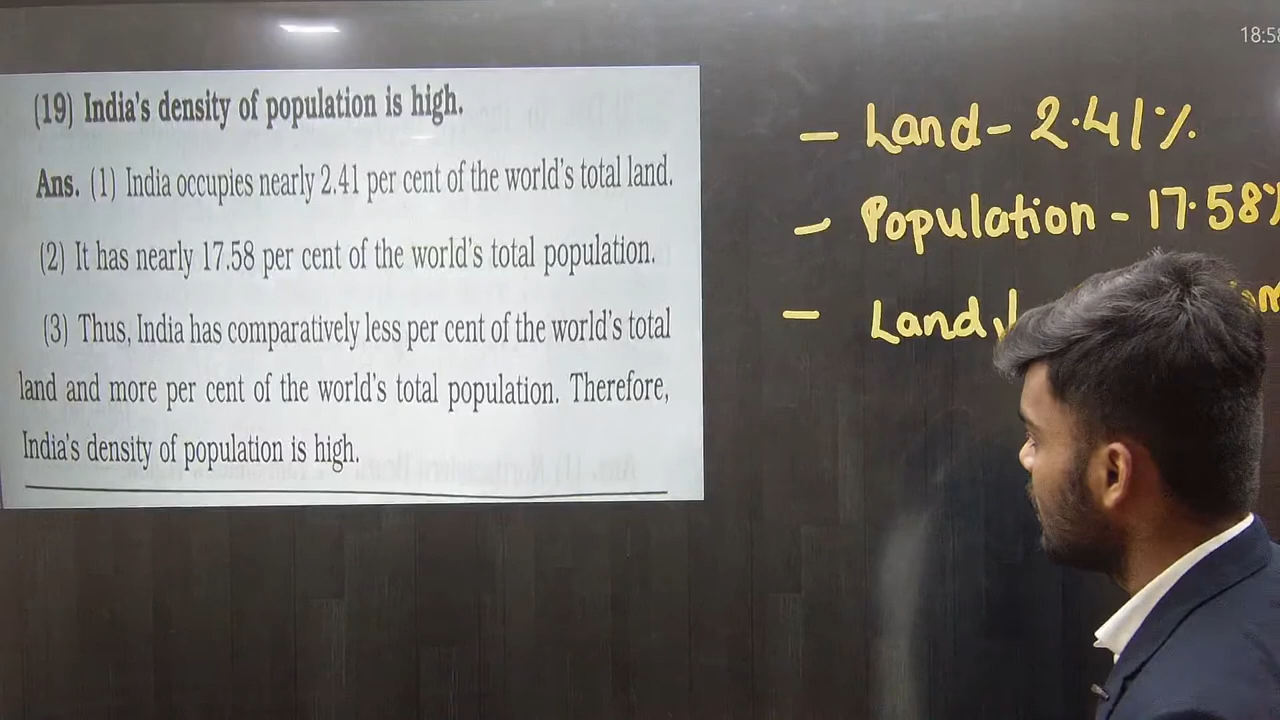 18:58
(19) India's density of population is high.
Ans. (1) India occupies nearly 2.41 per cent of the world's total land.
(2) It has nearly 17.58 per cent of the world's total population.
(3) Thus, India has comparatively less per cent of the world's total
land and more per cent of the world's total population. Therefore,
India's density of population is high.
- Land - 2.41%
- Population - 17.58%
- Land